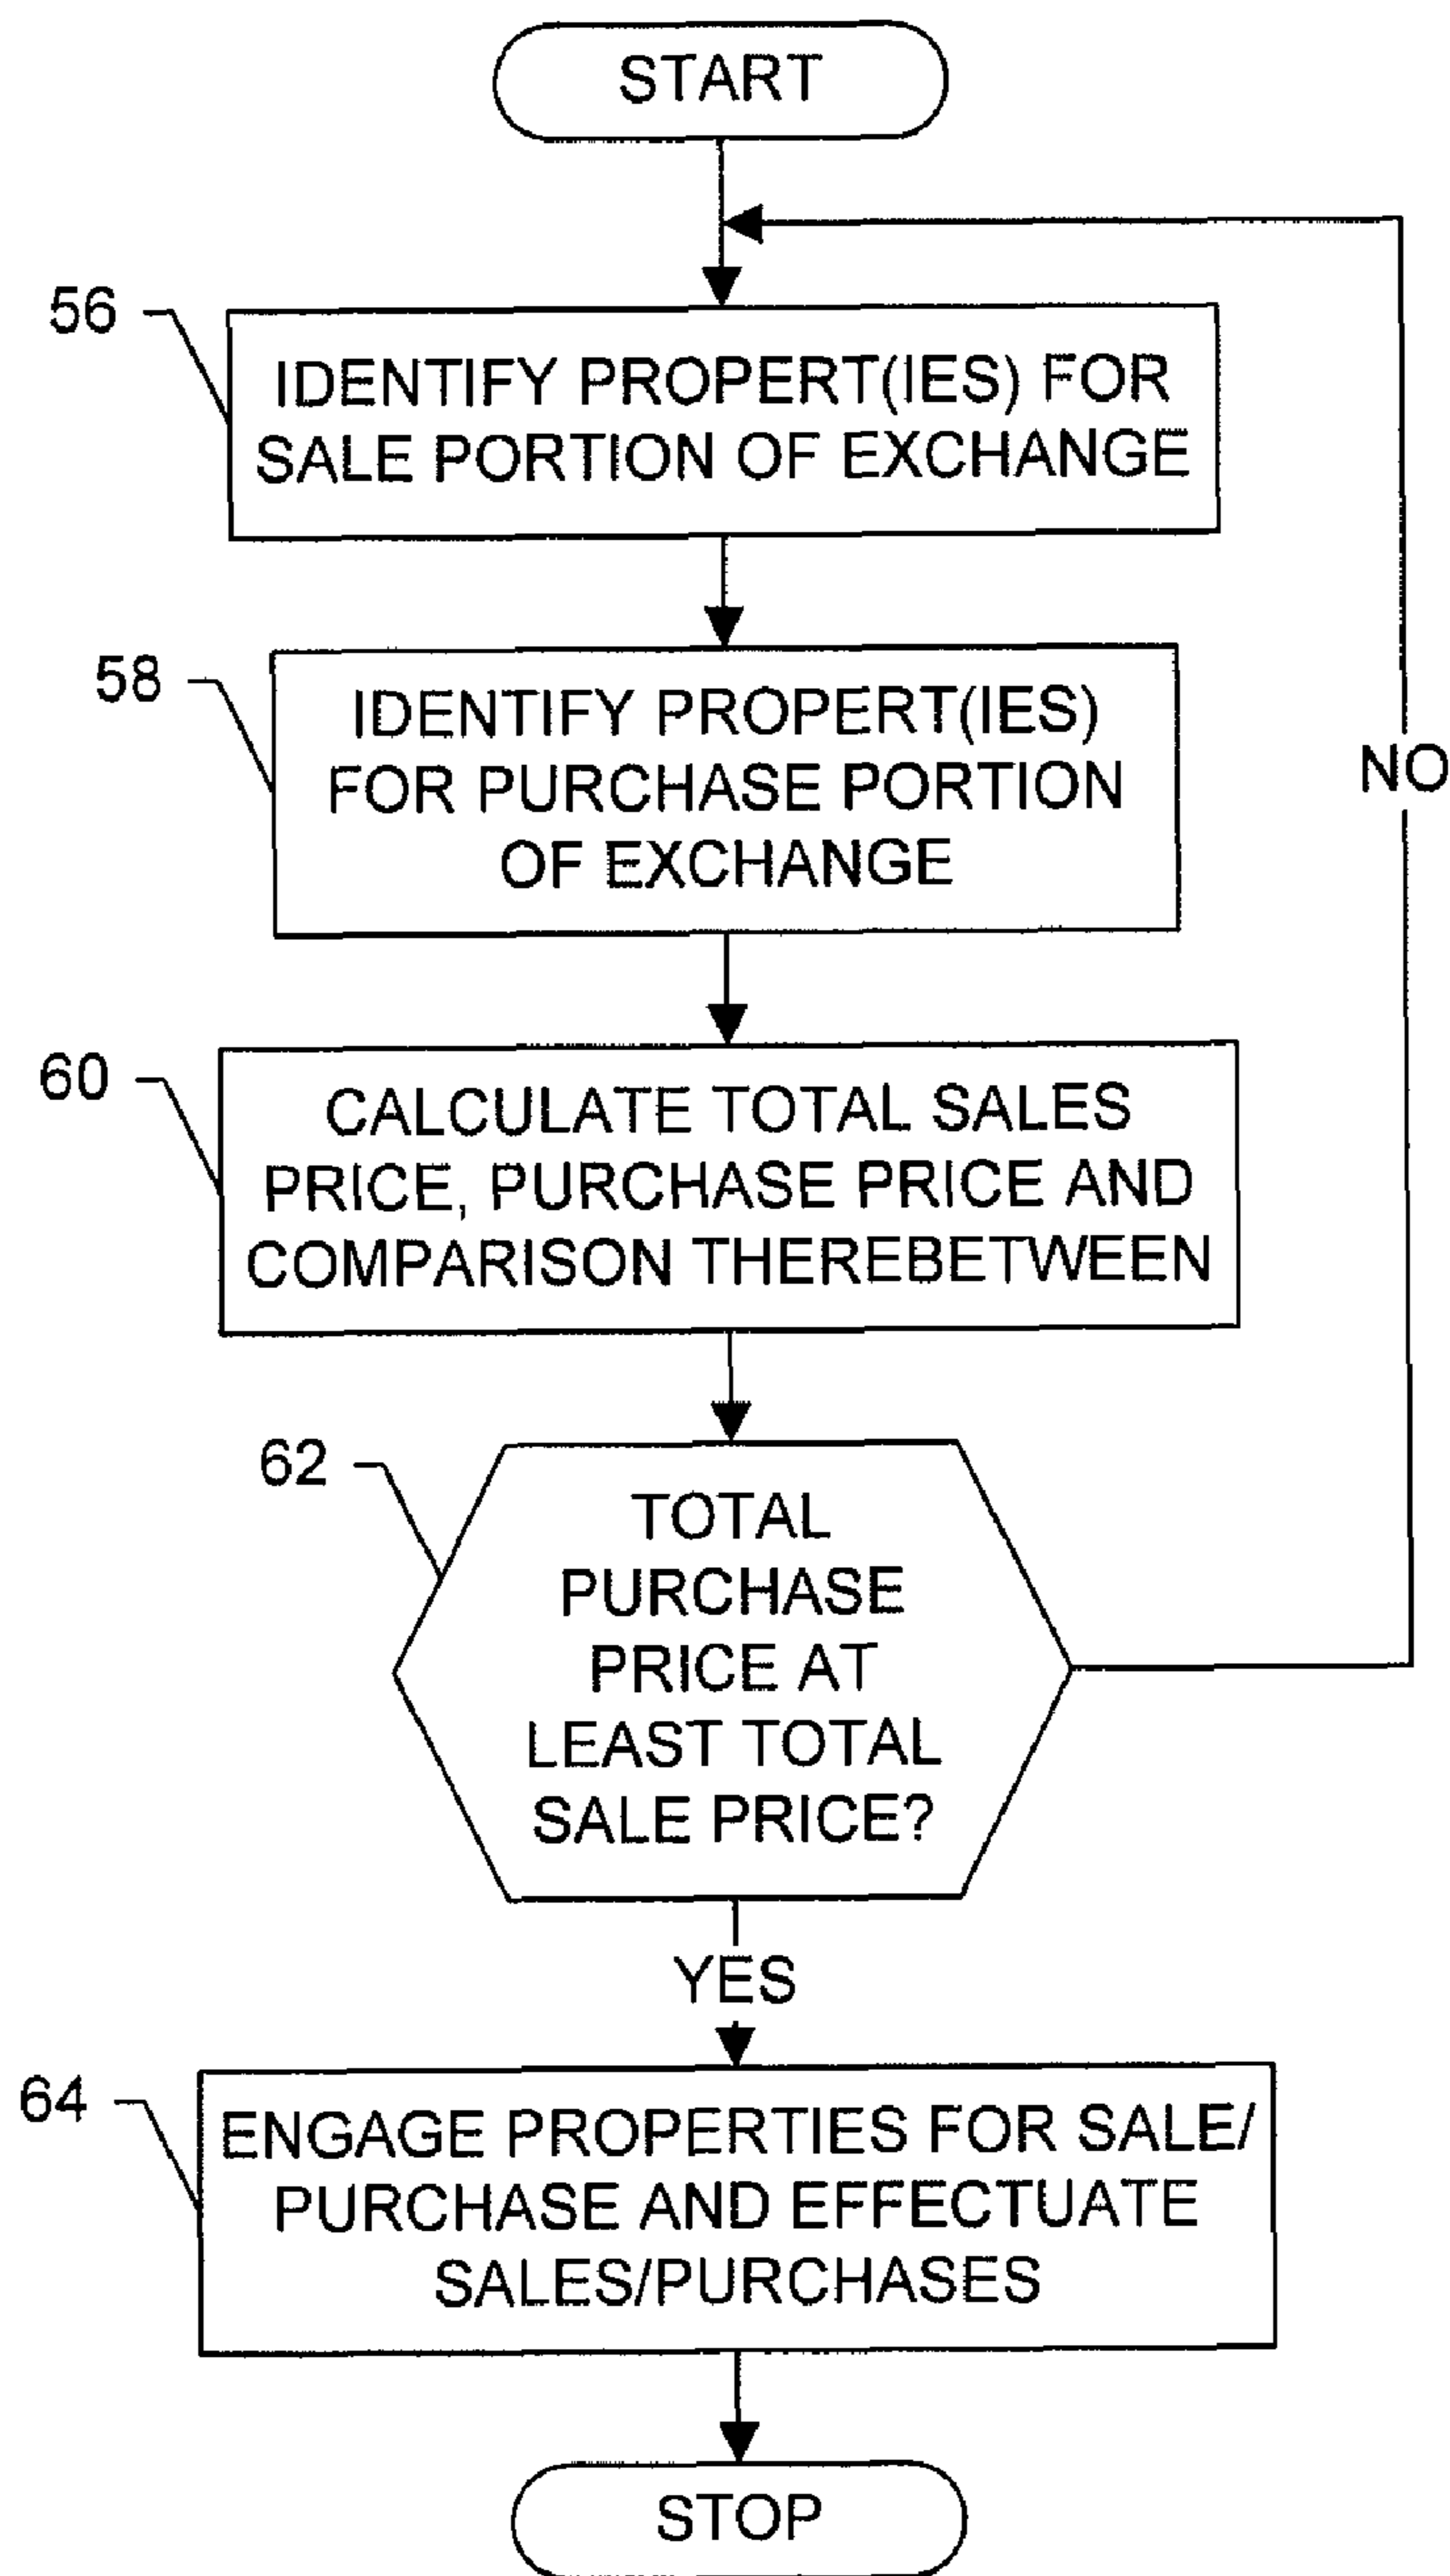 START
56
IDENTIFY PROPERT(IES) FOR
SALE PORTION OF EXCHANGE
58
IDENTIFY PROPERT(IES)
FOR PURCHASE PORTION
OF EXCHANGE
NO
60
CALCULATE TOTAL SALES
PRICE, PURCHASE PRICE AND
COMPARISON THEREBETWEEN
62
TOTAL
PURCHASE
PRICE AT
LEAST TOTAL
SALE PRICE?
YES
64
ENGAGE PROPERTIES FOR SALE/
PURCHASE AND EFFECTUATE
SALES/PURCHASES
STOP